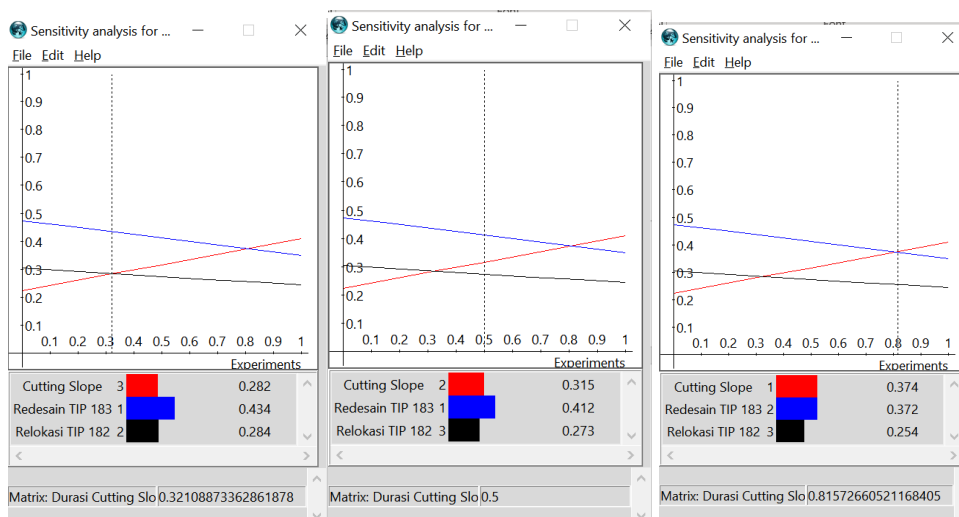 Sensitivity analysis for ...
File Edit Help
1
0.9
0.8
0.7
0.6
0.5
0.4
0.3
0.2
0.1
0.1 0.2 0.3 0.4 0.5 0.6 0.7 0.8 0.9 1
Experiments
Cutting Slope 3 0.282
Redesain TIP 183 1 0.434
Relokasi TIP 182 2 0.284
Matrix: Durasi Cutting Slo 0.32108873362861878
Sensitivity analysis for ...
File Edit Help
1
0.9
0.8
0.7
0.6
0.5
0.4
0.3
0.2
0.1
0.1 0.2 0.3 0.4 0.5 0.6 0.7 0.8 0.9 1
Experiments
Cutting Slope 2 0.315
Redesain TIP 183 1 0.412
Relokasi TIP 182 3 0.273
Matrix: Durasi Cutting Slo 0.5
Sensitivity analysis for ...
File Edit Help
1
0.9
0.8
0.7
0.6
0.5
0.4
0.3
0.2
0.1
0.1 0.2 0.3 0.4 0.5 0.6 0.7 0.8 0.9 1
Experiments
Cutting Slope 1 0.374
Redesain TIP 183 2 0.372
Relokasi TIP 182 3 0.254
Matrix: Durasi Cutting Slo 0.81572660521168405